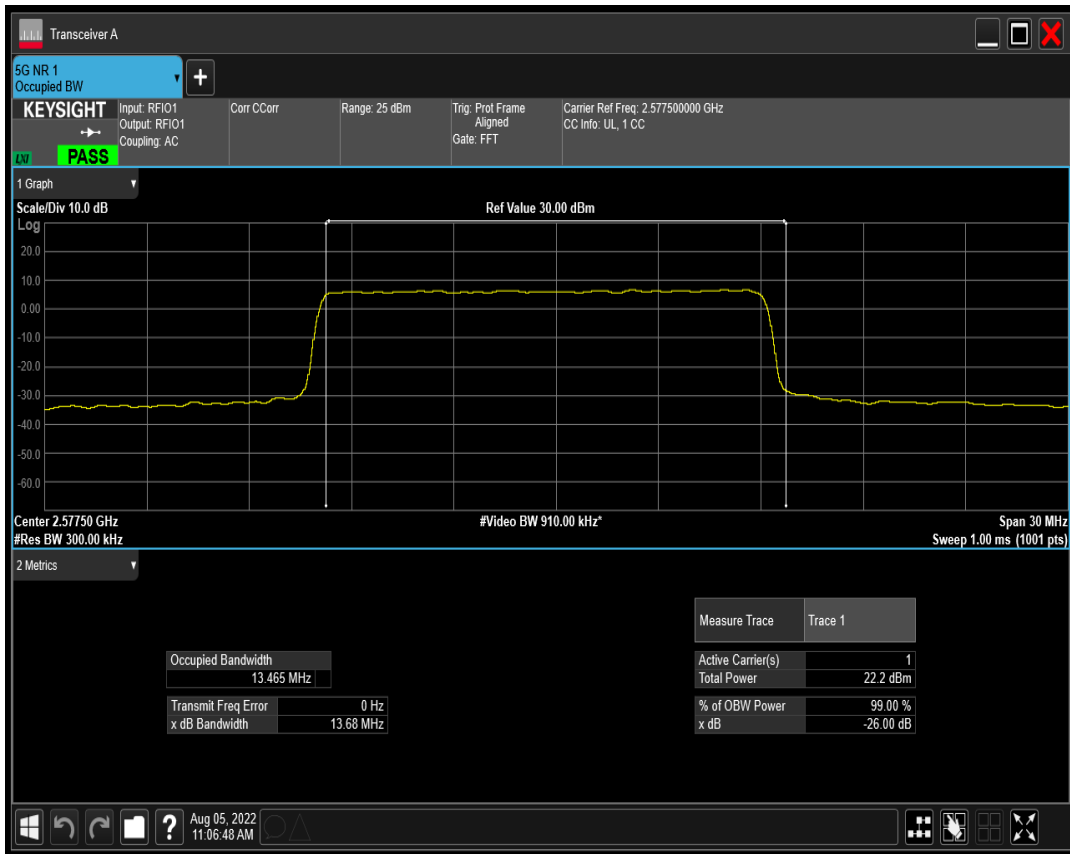 Transceiver A
5G NR 1
Occupied BW
+
KEYSIGHT
LXI
PASS
Input: RFIO1
Output: RFIO1
Coupling: AC
Corr CCorr
Range: 25 dBm
Trig: Prot Frame
Aligned
Gate: FFT
Carrier Ref Freq: 2.577500000 GHz
CC Info: UL, 1 CC
1 Graph
Scale/Div 10.0 dB
Ref Value 30.00 dBm
Log
20.0
10.0
0.00
-10.0
-20.0
-30.0
-40.0
-50.0
-60.0
Center 2.57750 GHz
#Video BW 910.00 kHz*
Span 30 MHz
#Res BW 300.00 kHz
Sweep 1.00 ms (1001 pts)
2 Metrics
Measure Trace Trace 1
Occupied Bandwidth
13.465 MHz
Active Carrier(s) 1
Total Power 22.2 dBm
Transmit Freq Error 0 Hz
x dB Bandwidth 13.68 MHz
% of OBW Power 99.00 %
x dB -26.00 dB
?
Aug 05, 2022
11:06:48 AM